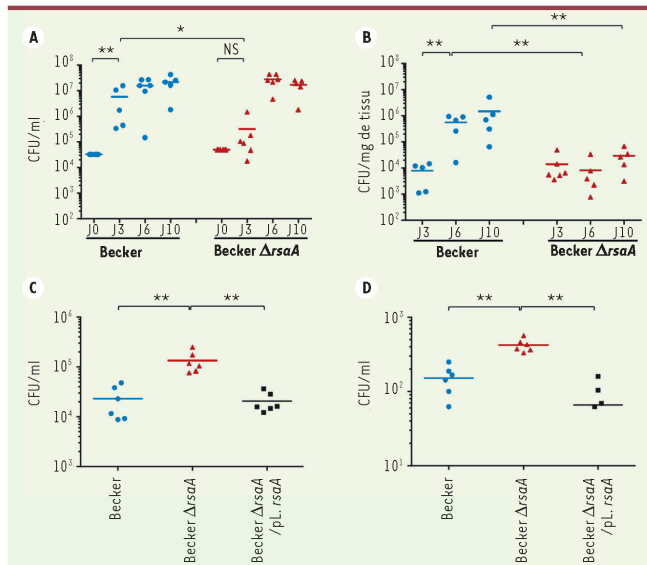 A
**
*
NS
CFU/ml
10⁸
10⁷
10⁶
10⁵
10⁴
10³
10²
J0 J3 J6 J10 J0 J3 J6 J10
Becker Becker ΔrsaA
B
**
**
**
CFU/mg de tissu
10⁸
10⁷
10⁶
10⁵
10⁴
10³
10²
J3 J6 J10 J3 J6 J10
Becker Becker ΔrsaA
C
** **
CFU/ml
10⁶
10⁵
10⁴
10³
Becker
Becker ΔrsaA
Becker ΔrsaA
/pL. rsaA
D
** **
CFU/ml
10³
10²
10¹
Becker
Becker ΔrsaA
Becker ΔrsaA
/pL. rsaA